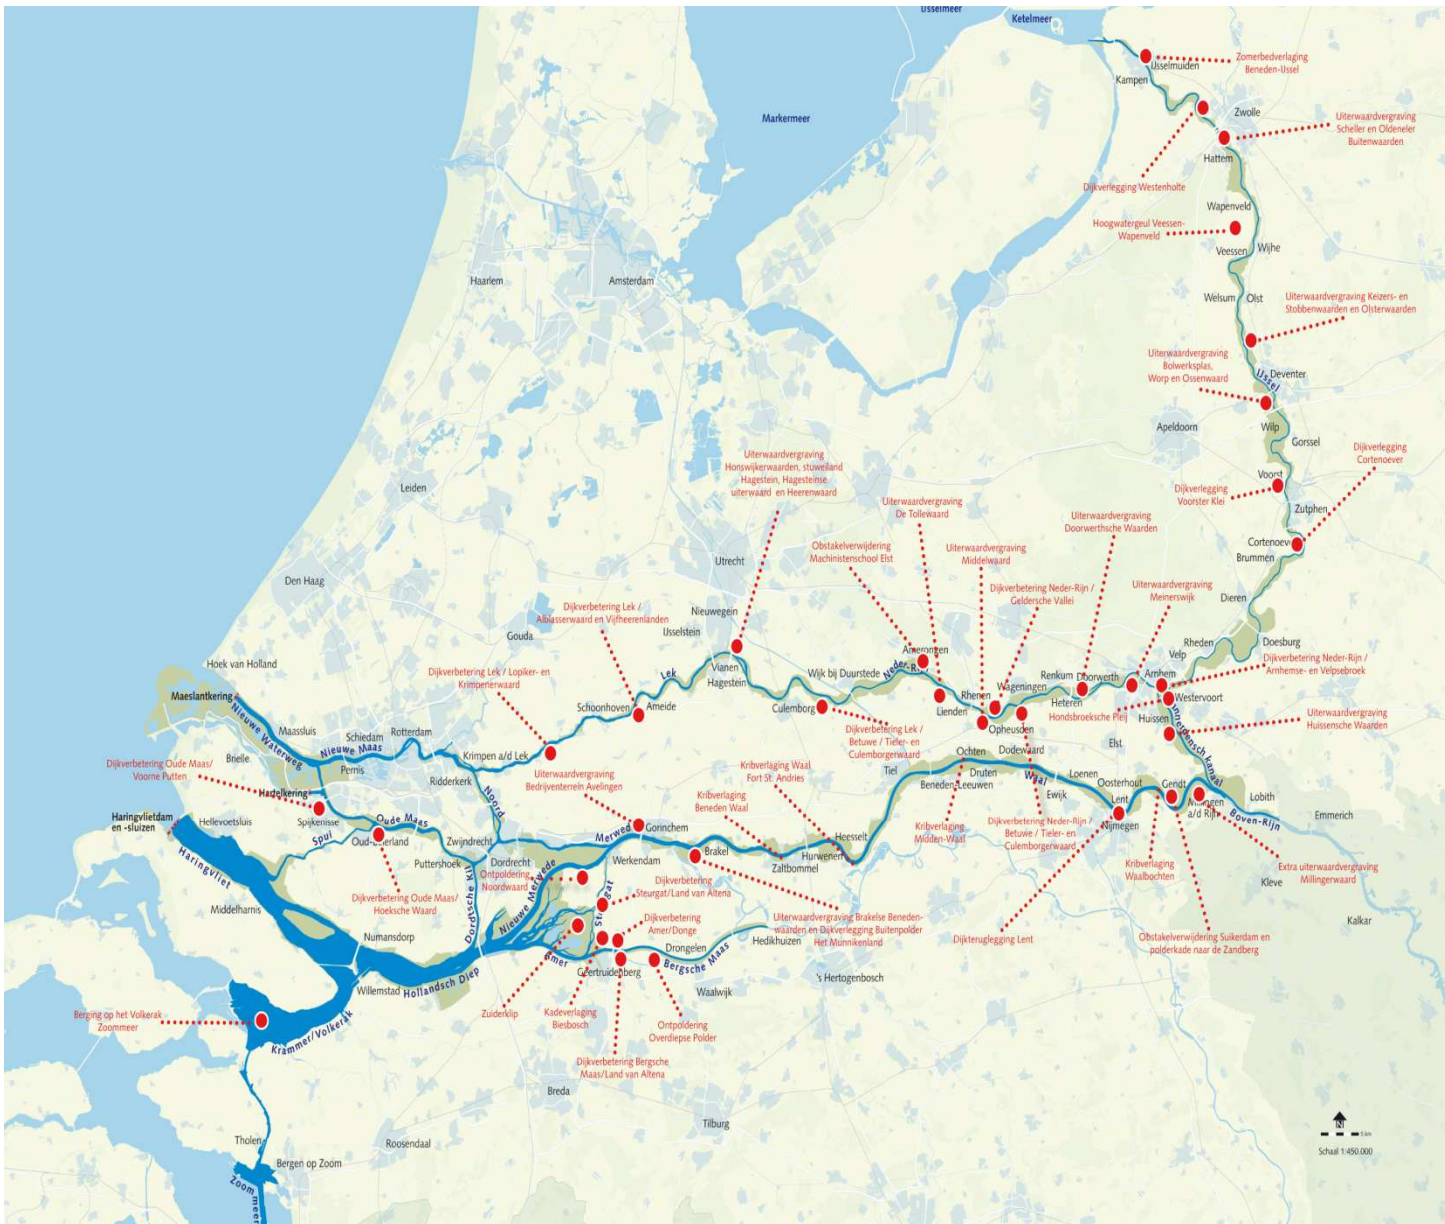 IJsselmeer
Ketelmeer
Zomerbedverlaging
Beneden-IJssel
IJsselmuiden
Kampen
Markermeer
Zwolle
Uiterwaardvergraving
Scheller en Oldeneler
Buitenwaarden
Hattem
Dijkverlegging Westenholte
Wapenveld
Hoogwatergeul Veessen-
Wapenveld
Veessen
Wijhe
Haarlem
Amsterdam
Welsum
Olst
Uiterwaardvergraving Keizers- en
Stobbenwaarden en Olsterwaarden
Uiterwaardvergraving
Bolwerksplas,
Worp en Ossenwaard
IJssel
Deventer
Apeldoorn
Wilp
Gorssel
Dijkverlegging
Cortenoever
Uiterwaardvergraving
Honswijkerwaarden, stuweiland
Hagestein, Hagesteinse
uiterwaard en Heerenwaard
Leiden
Voorst
Dijkverlegging
Voorster Klei
Zutphen
Uiterwaardvergraving
De Tollewaard
Uiterwaardvergraving
Doorwerthsche Waarden
Obstakelverwijdering
Machinistenschool Elst
Uiterwaardvergraving
Middelwaard
Cortenoever
Brummen
Utrecht
Den Haag
Dijkverbetering Neder-Rijn /
Geldersche Vallei
Uiterwaardvergraving
Meinerswijk
Dieren
Dijkverbetering Lek /
Alblasserwaard en Vijfheerenlanden
Nieuwegein
IJsselstein
Gouda
Doesburg
Rheden
Velp
Amerongen
Hoek van Holland
Dijkverbetering Lek / Lopiker- en
Krimpenerwaard
Lek
Vianen
Hagestein
Wijk bij Duurstede
Neder-Rijn
Renkum
Doorwerth
Arnhem
Dijkverbetering Neder-Rijn /
Arnhemse- en Velpsebroek
Maeslantkering
Wageningen
Rhenen
Heteren
Westervoort
Schoonhoven
Ameide
Culemborg
Lienden
Hondsbroeksche Pleij
Nieuwe Waterweg
Maassluis
Schiedam
Rotterdam
Opheusden
Huissen
Uiterwaardvergraving
Huissensche Waarden
Dijkverbetering Lek /
Betuwe / Tieler- en
Culemborgerwaard
Nieuwe Maas
Krimpen a/d Lek
Brielle
Pernis
Dodewaard
Ochten
Elst
Pannerdensch kanaal
Dijkverbetering Oude Maas/
Voorne Putten
Ridderkerk
Uiterwaardvergraving
Bedrijventerrein Avelingen
Kribverlaging Waal
Fort St. Andries
Tiel
Druten
Beneden-Leeuwen
Waal
Loenen
Oosterhout
Ewijk
Gendt
Hartelkering
Noord
Kribverlaging
Beneden Waal
Lent
Millingen
a/d Rijn
Lobith
Boven-Rijn
Emmerich
Haringvlietdam
en -sluizen
Hellevoetsluis
Spijkenisse
Oude Maas
Spui
Oud-Beierland
Zwijndrecht
Merwede
Gorinchem
Heesselt
Kribverlaging
Midden-Waal
Dijkverbetering Neder-Rijn /
Betuwe / Tieler- en
Culemborgerwaard
Nijmegen
Puttershoek
Dordrecht
Brakel
Hurwenen
Werkendam
Zaltbommel
Kribverlaging
Waalbochten
Extra uiterwaardvergraving
Millingerwaard
Kleve
Haringvliet
Ontpoldering
Noordwaard
Dijkverbetering
Steurgat/Land van Altena
Steurgat
Dijkverbetering Oude Maas/
Hoeksche Waard
Dordtsche Kil
Nieuwe Merwede
Middelharnis
Dijkverbetering
Amer/Donge
Uiterwaardvergraving Brakelse Beneden-
waarden en Dijkverlegging Buitenpolder
Het Munnikenland
Kalkar
Numansdorp
Hedikhuizen
Dijkteruglegging Lent
Obstakelverwijdering Suikerdam en
polderkade naar de Zandberg
Drongelen
Amer
Geertruidenberg
Bergsche Maas
Hollandsch Diep
Willemstad
's Hertogenbosch
Waalwijk
Berging op het Volkerak
Zoommeer
Krammer/Volkerak
Zuiderklip
Kadeverlaging
Biesbosch
Ontpoldering
Overdiepse Polder
Dijkverbetering Bergsche
Maas/Land van Altena
Breda
Tilburg
Tholen
Roosendaal
Bergen op Zoom
Zoommeer
N
5 km
Schaal 1:450.000